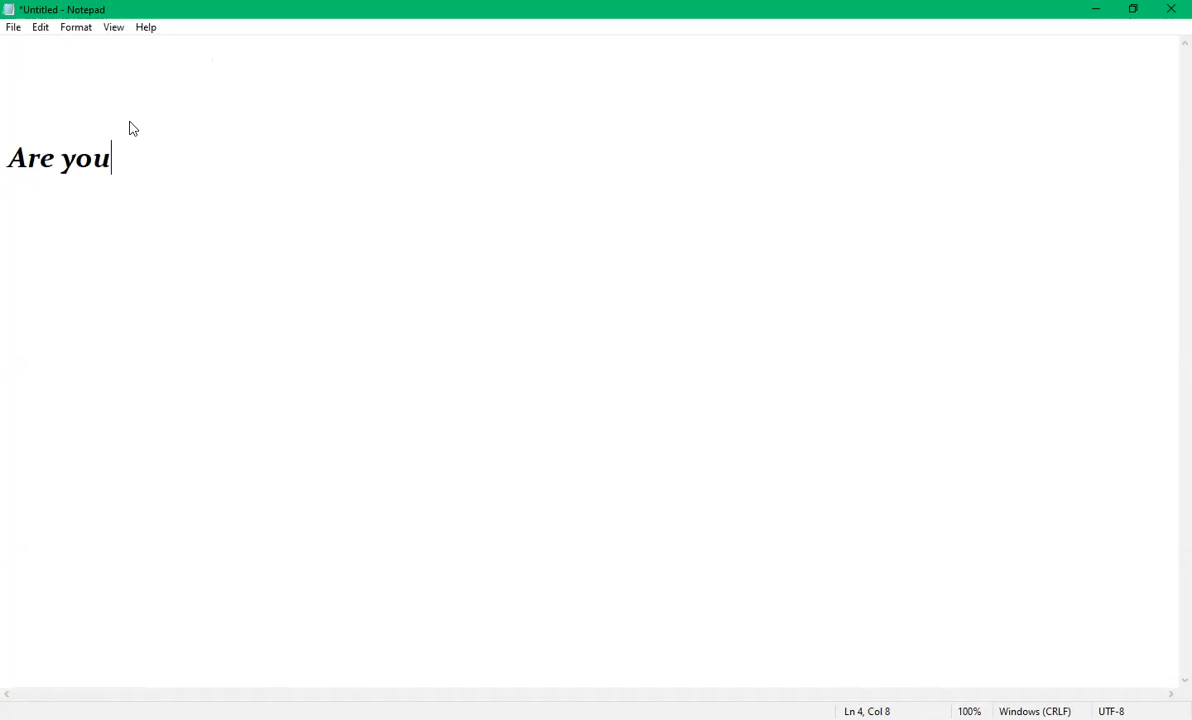 *Untitled - Notepad
File Edit Format View Help
Are you
Ln 4, Col 8 100% Windows (CRLF) UTF-8